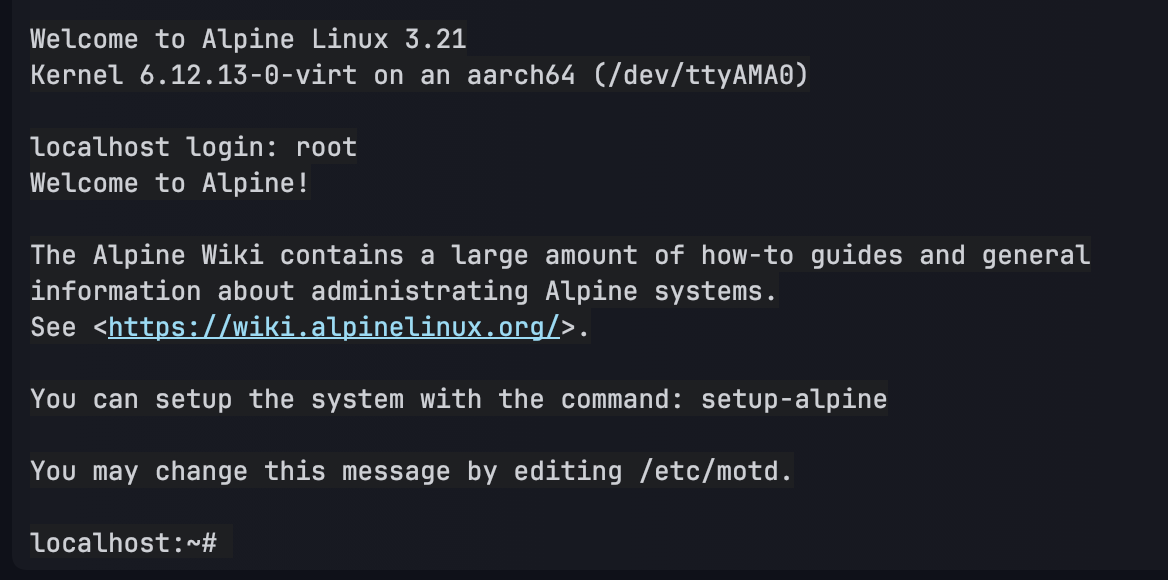 Welcome to Alpine Linux 3.21
Kernel 6.12.13-0-virt on an aarch64 (/dev/ttyAMA0)
localhost login: root
Welcome to Alpine!
The Alpine Wiki contains a large amount of how-to guides and general
information about administrating Alpine systems.
See <https://wiki.alpinelinux.org/>.
You can setup the system with the command: setup-alpine
You may change this message by editing /etc/motd.
localhost:~#